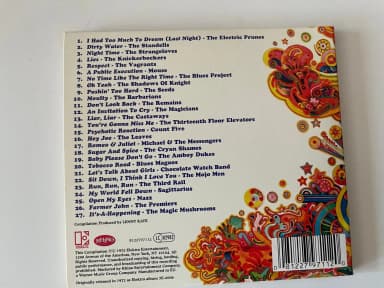 1. I Had Too Much To Dream (Last Night) - The Electric Prunes
2. Dirty Water - The Standells
3. Night Time - The Strangeloves
4. Lies - The Knickerbockers
5. Respect - The Vagrants
6. A Public Execution - Mouse
7. No Time Like The Right Time - The Blues Project
8. Oh Yeah - The Shadows Of Knight
9. Pushin' Too Hard - The Seeds
10. Moulty - The Barbarians
11. Don't Look Back - The Remains
12. An Invitation To Cry - The Magicians
13. Liar, Liar - The Castaways
14. You're Gonna Miss Me - The Thirteenth Floor Elevators
15. Psychotic Reaction - Count Five
16. Hey Joe - The Leaves
17. Romeo & Juliet - Michael & The Messengers
18. Sugar And Spice - The Cryan Shames
19. Baby Please Don't Go - The Amboy Dukes
20. Tobacco Road - Blues Magoos
21. Let's Talk About Girls - Chocolate Watch Band
22. Sit Down, I Think I Love You - The Mojo Men
23. Run, Run, Run - The Third Rail
24. My World Fell Down - Sagittarius
25. Open My Eyes - Nazz
26. Farmer John - The Premiers
27. It's-A-Happening - The Magic Mushrooms
Compilation Produced by LENNY KAYE